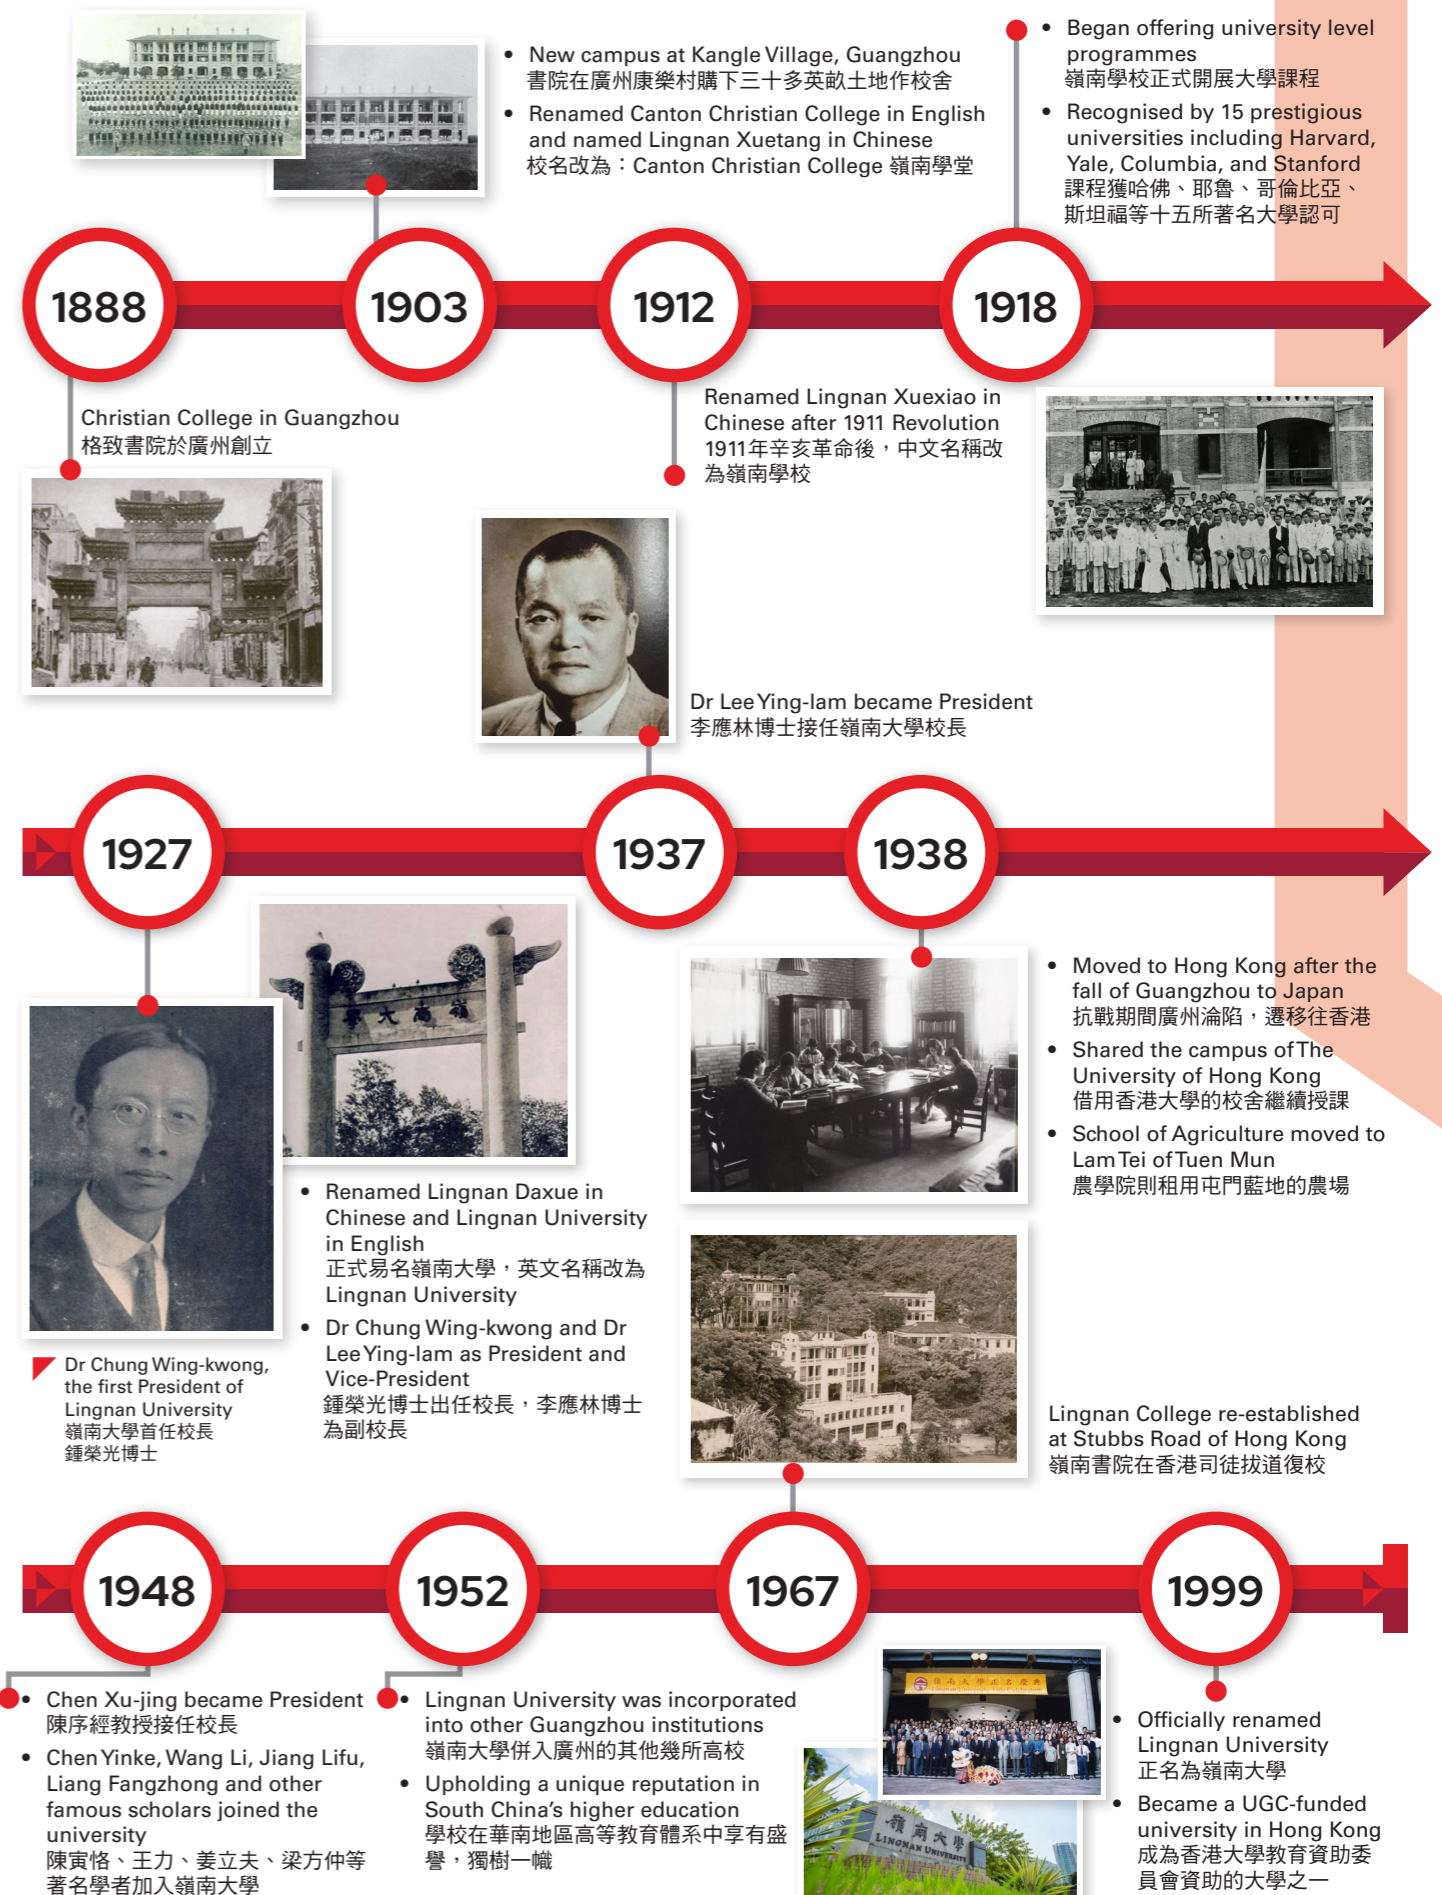 • New campus at Kangle Village, Guangzhou
書院在廣州康樂村購下三十多英畝土地作校舍
• Renamed Canton Christian College in English
and named Lingnan Xuetang in Chinese
校名改為：Canton Christian College 嶺南學堂
• Began offering university level
programmes
嶺南學校正式開展大學課程
• Recognised by 15 prestigious
universities including Harvard,
Yale, Columbia, and Stanford
課程獲哈佛、耶魯、哥倫比亞、
斯坦福等十五所著名大學認可
1888
1903
1912
1918
Christian College in Guangzhou
格致書院於廣州創立
Renamed Lingnan Xuexiao in
Chinese after 1911 Revolution
1911年辛亥革命後，中文名稱改
為嶺南學校
Dr Lee Ying-lam became President
李應林博士接任嶺南大學校長
1927
1937
1938
學大南嶺
Dr Chung Wing-kwong,
the first President of
Lingnan University
嶺南大學首任校長
鍾榮光博士
• Renamed Lingnan Daxue in
Chinese and Lingnan University
in English
正式易名嶺南大學，英文名稱改為
Lingnan University
• Dr Chung Wing-kwong and Dr
Lee Ying-lam as President and
Vice-President
鍾榮光博士出任校長，李應林博士
為副校長
• Moved to Hong Kong after the
fall of Guangzhou to Japan
抗戰期間廣州淪陷，遷移往香港
• Shared the campus of The
University of Hong Kong
借用香港大學的校舍繼續授課
• School of Agriculture moved to
Lam Tei of Tuen Mun
農學院則租用屯門藍地的農場
Lingnan College re-established
at Stubbs Road of Hong Kong
嶺南書院在香港司徒拔道復校
1948
1952
1967
1999
• Chen Xu-jing became President
陳序經教授接任校長
• Chen Yinke, Wang Li, Jiang Lifu,
Liang Fangzhong and other
famous scholars joined the
university
陳寅恪、王力、姜立夫、梁方仲等
著名學者加入嶺南大學
• Lingnan University was incorporated
into other Guangzhou institutions
嶺南大學併入廣州的其他幾所高校
• Upholding a unique reputation in
South China's higher education
學校在華南地區高等教育體系中享有盛
譽，獨樹一幟
嶺南大學正名慶典
嶺南大學
LINGNAN UNIVERSITY
• Officially renamed
Lingnan University
正名為嶺南大學
• Became a UGC-funded
university in Hong Kong
成為香港大學教育資助委
員會資助的大學之一